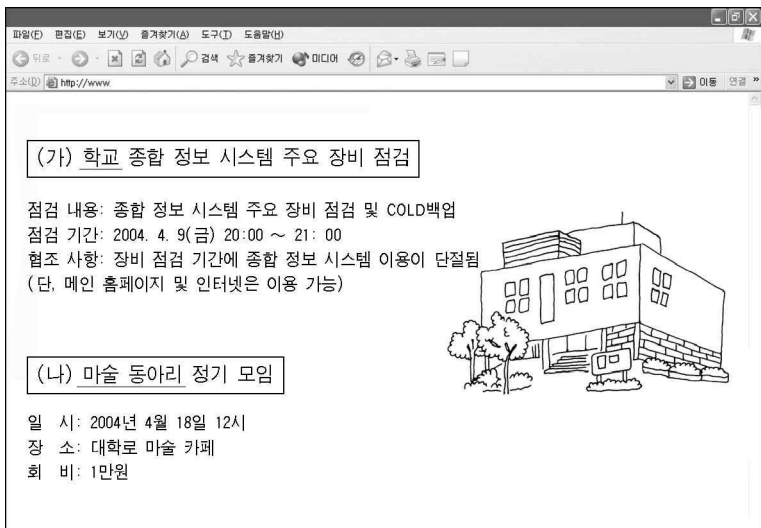 파일(F) 편집(E) 보기(V) 즐겨찾기(A) 도구(T) 도움말(H)
뒤로 검색 즐겨찾기 미디어
주소(D) http://www. 이동 연결 »
(가) 학교 종합 정보 시스템 주요 장비 점검
점검 내용: 종합 정보 시스템 주요 장비 점검 및 COLD백업
점검 기간: 2004. 4. 9(금) 20:00 ~ 21: 00
협조 사항: 장비 점검 기간에 종합 정보 시스템 이용이 단절됨
(단, 메인 홈페이지 및 인터넷은 이용 가능)
(나) 마술 동아리 정기 모임
일 시: 2004년 4월 18일 12시
장 소: 대학로 마술 카페
회 비: 1만원